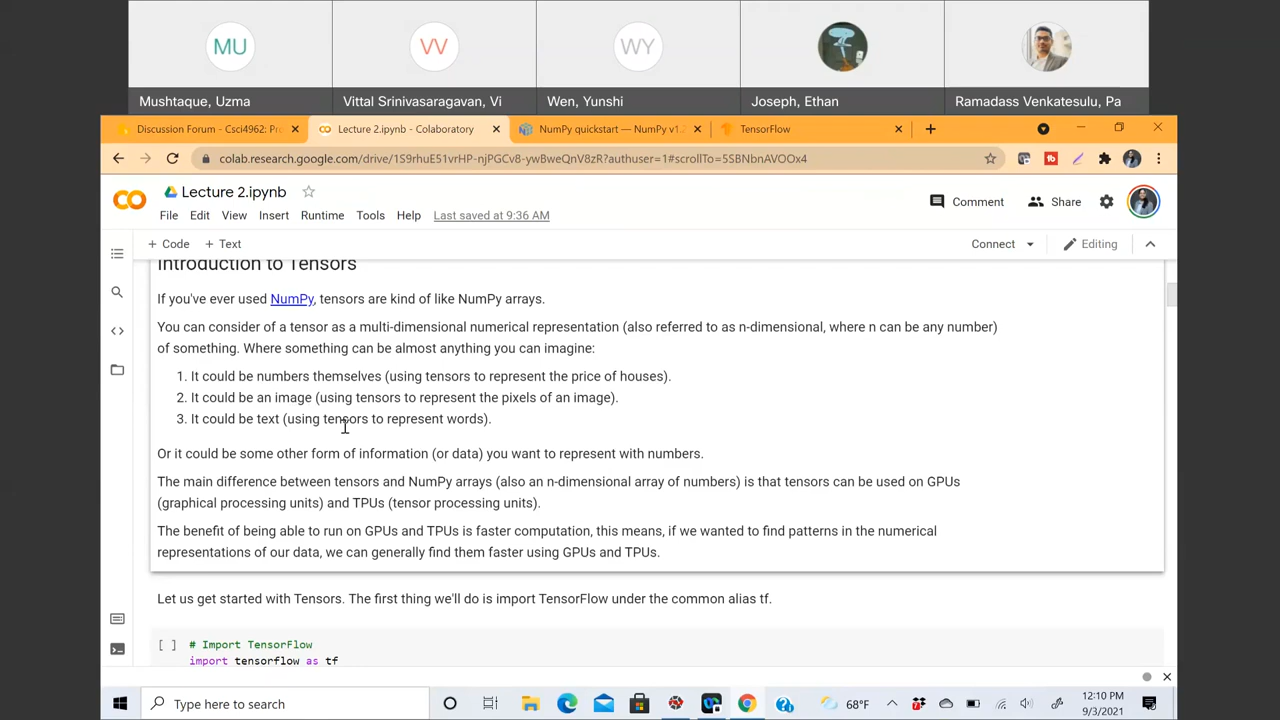 MU
VV
WY
Mushtaque, Uzma
Vittal Srinivasaragavan, Vi
Wen, Yunshi
Joseph, Ethan
Ramadass Venkatesulu, Pa
Discussion Forum - Csci4962: Pro
Lecture 2.ipynb - Colaboratory
NumPy quickstart — NumPy v1.
TensorFlow
colab.research.google.com/drive/1S9rhuE51vrHP-njPGCv8-ywBweQnV8zR?authuser=1#scrollTo=5SBNbnAVOOx4
Lecture 2.ipynb
File Edit View Insert Runtime Tools Help Last saved at 9:36 AM
Comment Share
+ Code + Text
Connect Editing
Introduction to Tensors
If you've ever used NumPy, tensors are kind of like NumPy arrays.
You can consider of a tensor as a multi-dimensional numerical representation (also referred to as n-dimensional, where n can be any number)
of something. Where something can be almost anything you can imagine:
1. It could be numbers themselves (using tensors to represent the price of houses).
2. It could be an image (using tensors to represent the pixels of an image).
3. It could be text (using tensors to represent words).
Or it could be some other form of information (or data) you want to represent with numbers.
The main difference between tensors and NumPy arrays (also an n-dimensional array of numbers) is that tensors can be used on GPUs
(graphical processing units) and TPUs (tensor processing units).
The benefit of being able to run on GPUs and TPUs is faster computation, this means, if we wanted to find patterns in the numerical
representations of our data, we can generally find them faster using GPUs and TPUs.
Let us get started with Tensors. The first thing we'll do is import TensorFlow under the common alias tf.
[ ] # Import TensorFlow
import tensorflow as tf
Type here to search
68°F
12:10 PM
9/3/2021